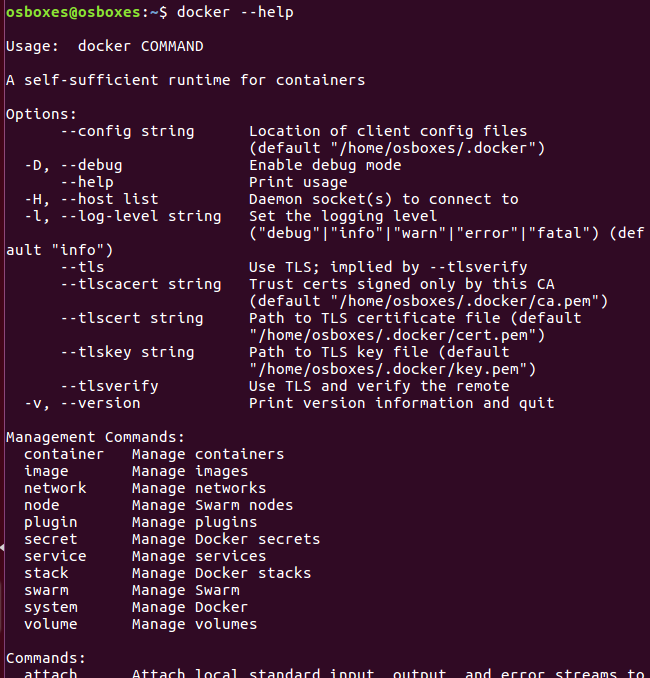 osboxes@osboxes:~$ docker --help

Usage:  docker COMMAND

A self-sufficient runtime for containers

Options:
      --config string      Location of client config files
                           (default "/home/osboxes/.docker")
  -D, --debug              Enable debug mode
      --help               Print usage
  -H, --host list          Daemon socket(s) to connect to
  -l, --log-level string   Set the logging level
                           ("debug"|"info"|"warn"|"error"|"fatal") (def
ault "info")
      --tls                Use TLS; implied by --tlsverify
      --tlscacert string   Trust certs signed only by this CA
                           (default "/home/osboxes/.docker/ca.pem")
      --tlscert string     Path to TLS certificate file (default
                           "/home/osboxes/.docker/cert.pem")
      --tlskey string      Path to TLS key file (default
                           "/home/osboxes/.docker/key.pem")
      --tlsverify          Use TLS and verify the remote
  -v, --version            Print version information and quit

Management Commands:
  container   Manage containers
  image       Manage images
  network     Manage networks
  node        Manage Swarm nodes
  plugin      Manage plugins
  secret      Manage Docker secrets
  service     Manage services
  stack       Manage Docker stacks
  swarm       Manage Swarm
  system      Manage Docker
  volume      Manage volumes

Commands:
  attach      Attach local standard input, output, and error streams to